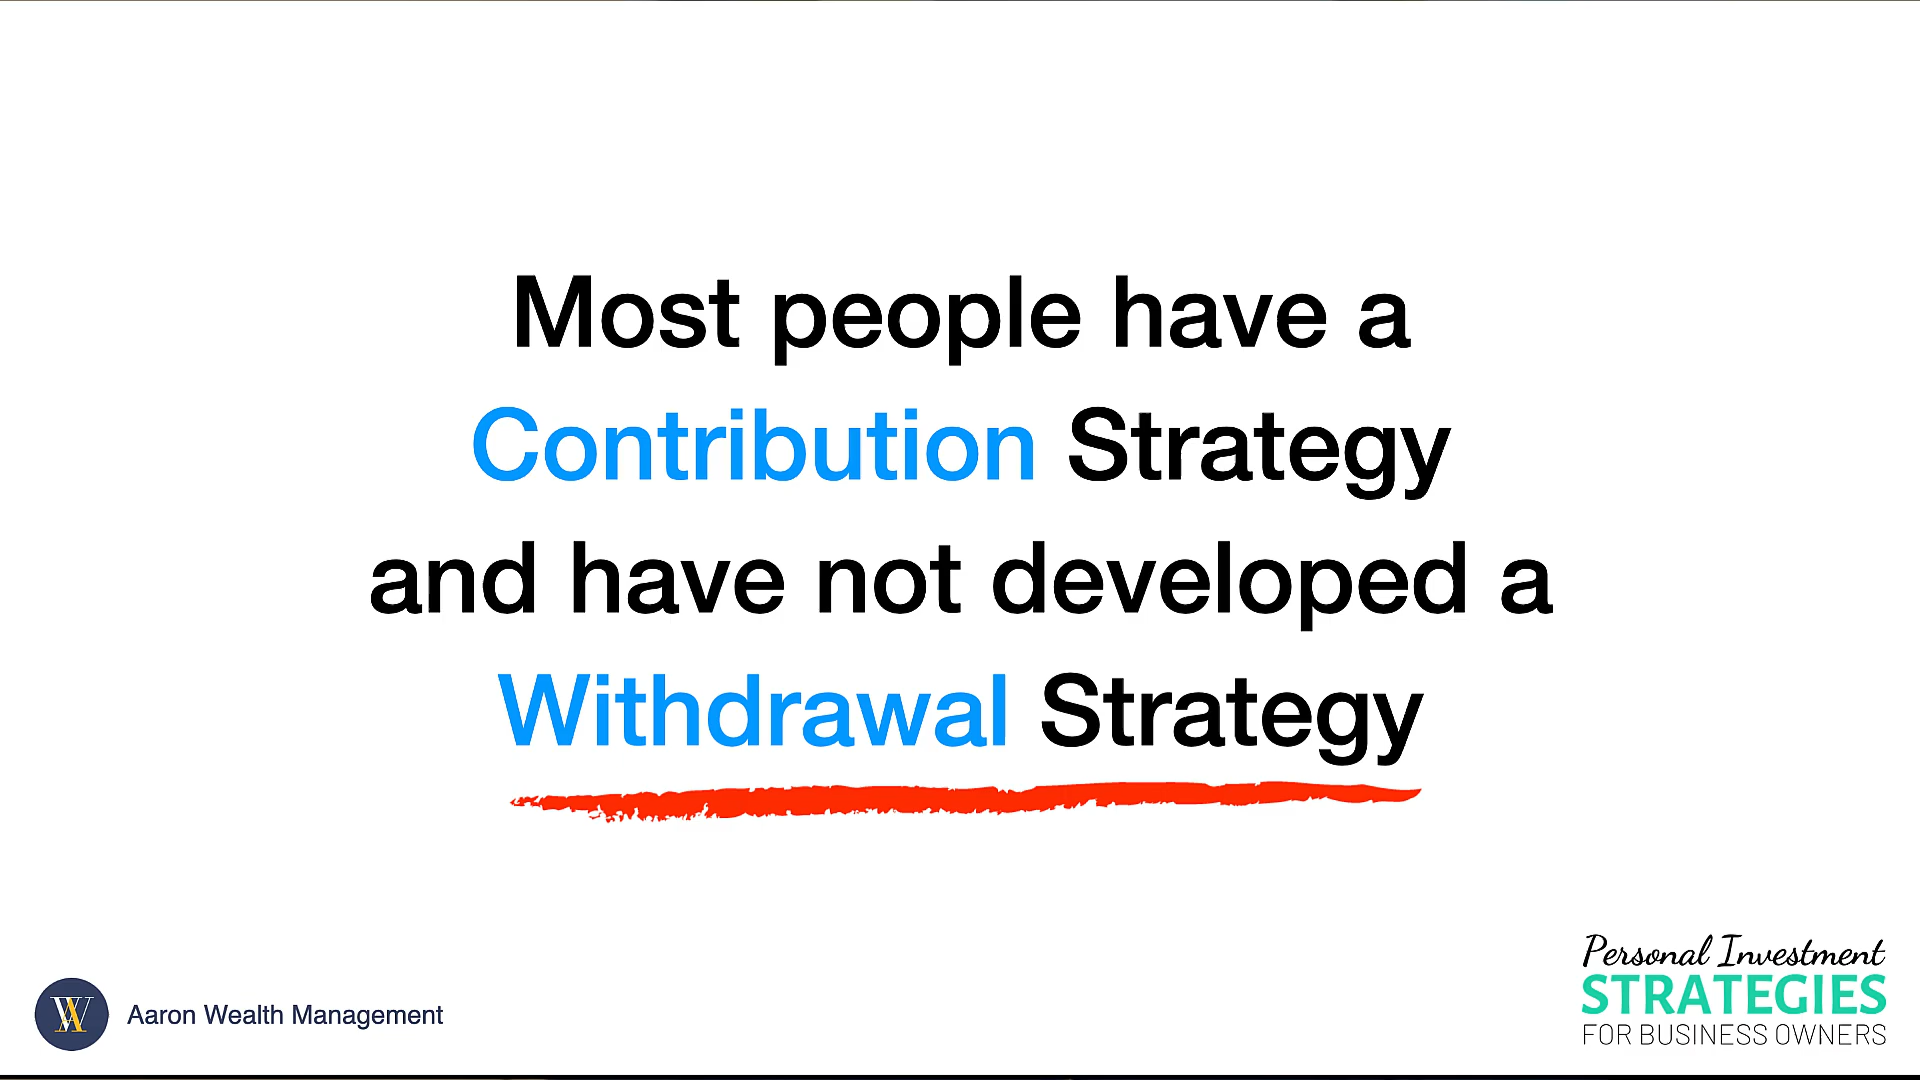 Most people have a
Contribution Strategy
and have not developed a
Withdrawal Strategy
Aaron Wealth Management
Personal Investment
STRATEGIES
FOR BUSINESS OWNERS